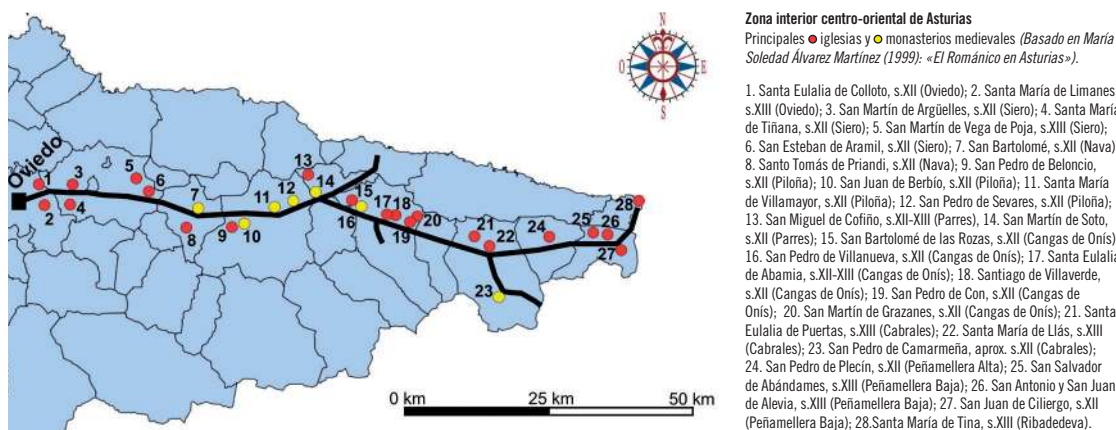 Zona interior centro-oriental de Asturias
Principales iglesias y monasterios medievales (Basado en María
Soledad Álvarez Martínez (1999): «El Románico en Asturias»).
1. Santa Eulalia de Colloto, s.XII (Oviedo); 2. Santa María de Limanes
s.XIII (Oviedo); 3. San Martín de Argüelles, s.XII (Siero); 4. Santa María
de Tiñana, s.XII (Siero); 5. San Martín de Vega de Poja, s.XIII (Siero);
6. San Esteban de Aramil, s.XII (Siero); 7. San Bartolomé, s.XII (Nava)
8. Santo Tomás de Priandi, s.XII (Nava); 9. San Pedro de Beloncio,
s.XII (Piloña); 10. San Juan de Berbío, s.XII (Piloña); 11. Santa María
de Villamayor, s.XII (Piloña); 12. San Pedro de Sevares, s.XII (Piloña);
13. San Miguel de Cofiño, s.XII-XIII (Parres), 14. San Martín de Soto,
s.XII (Parres); 15. San Bartolomé de las Rozas, s.XII (Cangas de Onís)
16. San Pedro de Villanueva, s.XII (Cangas de Onís); 17. Santa Eulalia
de Abamia, s.XII-XIII (Cangas de Onís); 18. Santiago de Villaverde,
s.XII (Cangas de Onís); 19. San Pedro de Con, s.XII (Cangas de
Onís); 20. San Martín de Grazanes, s.XII (Cangas de Onís); 21. Santa
Eulalia de Puertas, s.XIII (Cabrales); 22. Santa María de Llás, s.XIII
(Cabrales); 23. San Pedro de Camarmeña, aprox. s.XII (Cabrales);
24. San Pedro de Plecín, s.XII (Peñamellera Alta); 25. San Salvador
de Abándames, s.XIII (Peñamellera Baja); 26. San Antonio y San Juan
de Alevia, s.XIII (Peñamellera Baja); 27. San Juan de Ciliergo, s.XII
(Peñamellera Baja); 28.Santa María de Tina, s.XIII (Ribadedeva).
N
O
E
S
Oviedo
1
2
3
4
5
6
7
8
9
10
11
12
13
14
15
16
17
18
19
20
21
22
23
24
25
26
27
28
0 km
25 km
50 km